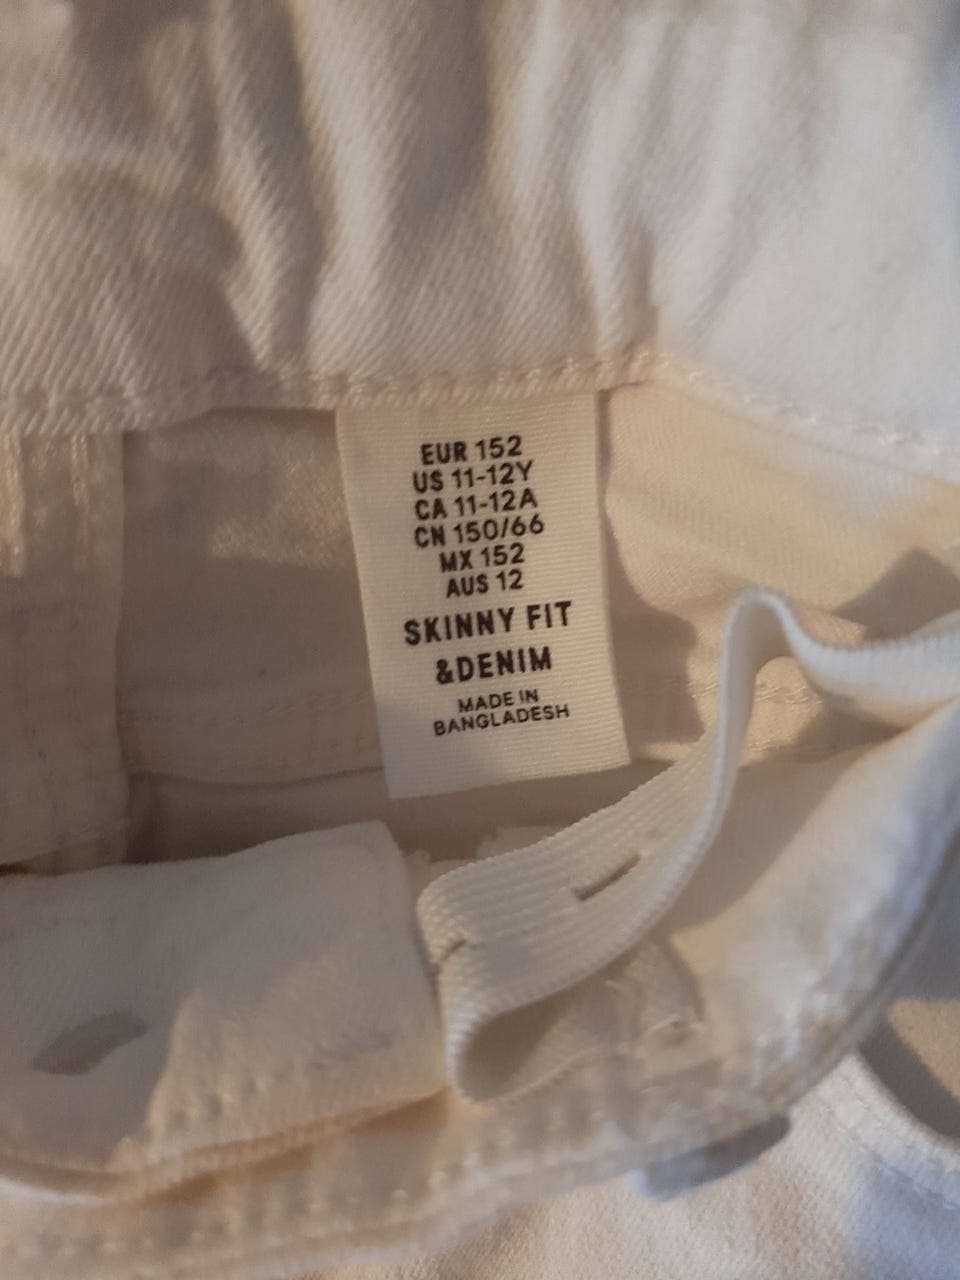 EUR 152
US 11-12Y
CA 11-12A
CN 150/66
MX 152
AUS 12
SKINNY FIT
&DENIM
MADE IN
BANGLADESH